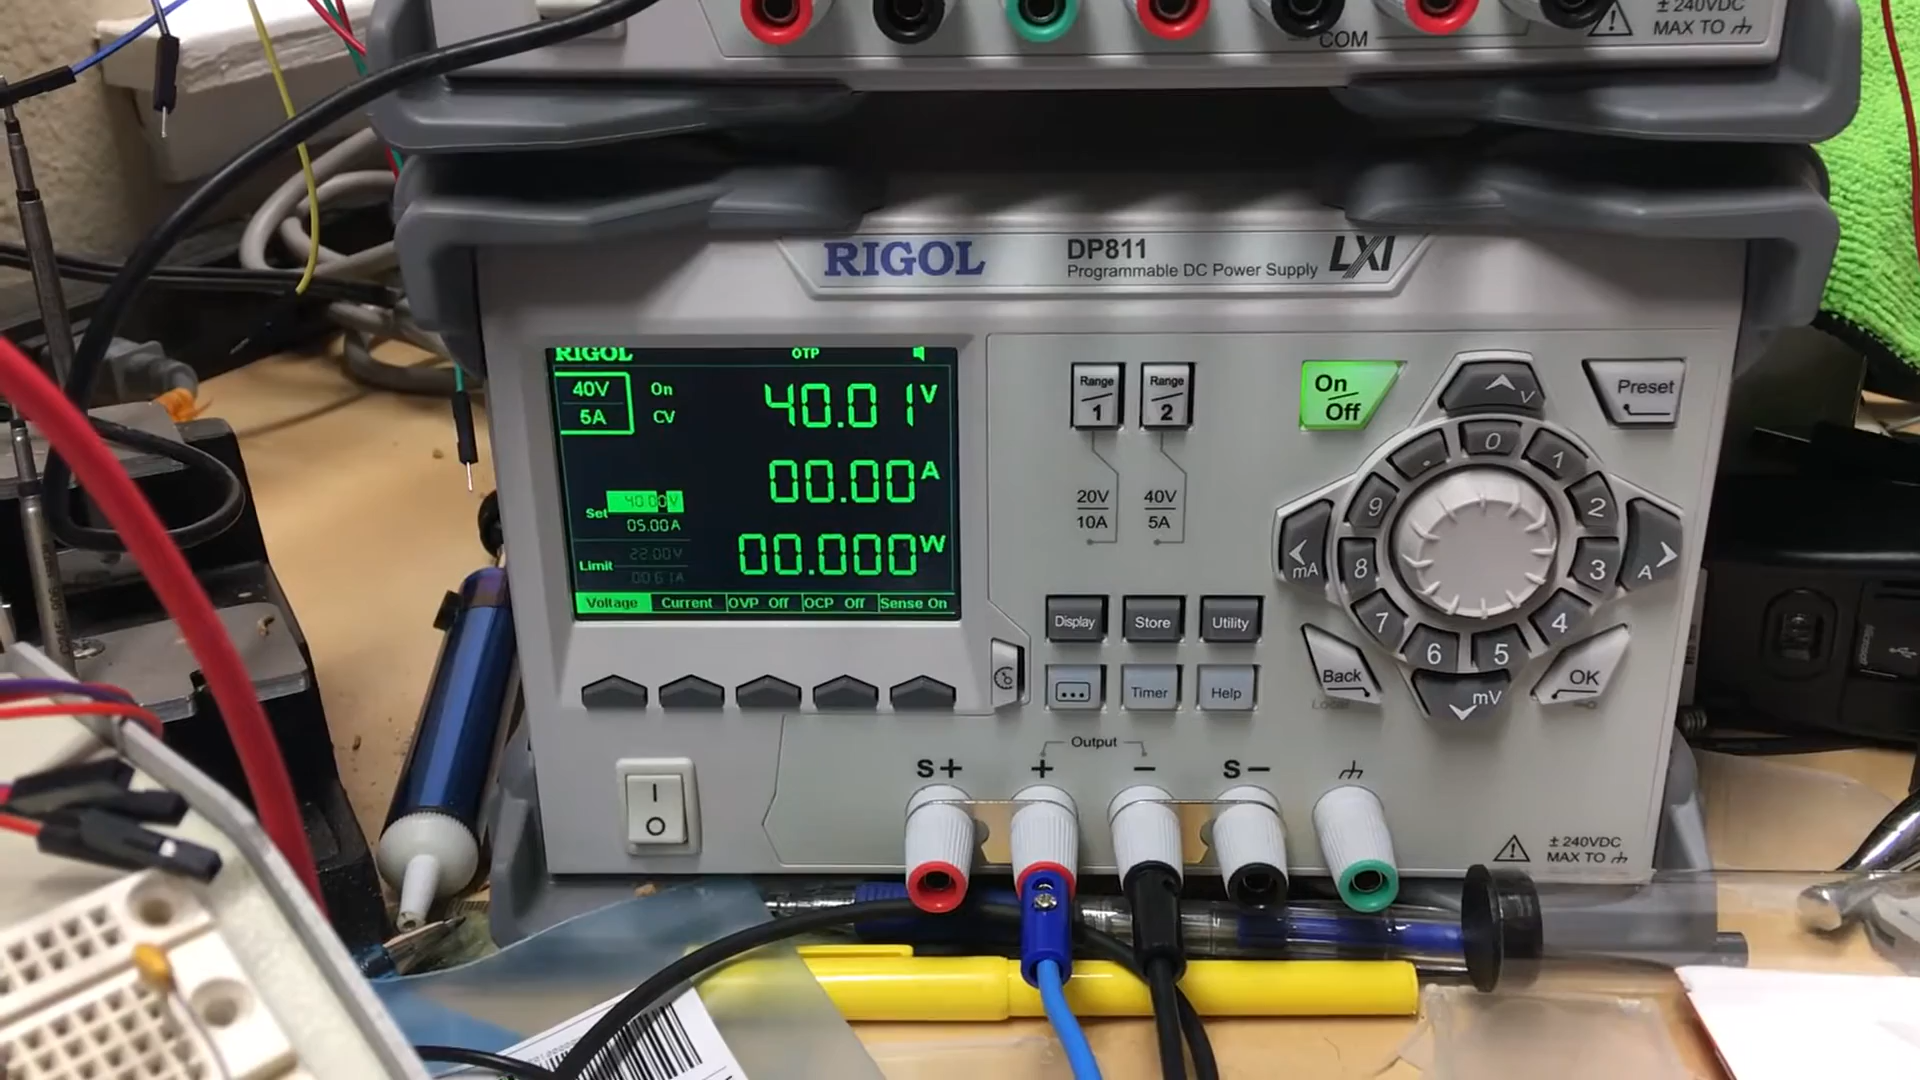 ± 240VDC
MAX TO
COM
RIGOL
DP811
LXI
Programmable DC Power Supply
RIGOL
OTP
40V
On
40.01V
5A
CV
00.00A
Set
40.00V
05.00A
00.000W
Limit
22.00V
Voltage
Current
OVP Off
OCP Off
Sense On
Range
1
Range
2
20V
10A
40V
5A
On
Off
Preset
V
0
.
1
9
2
mA
8
3
A
7
4
6
5
Back
Local
mV
OK
Display
Store
Utility
...
Timer
Help
Output
S+
+
−
S−
I
O
± 240VDC
MAX TO